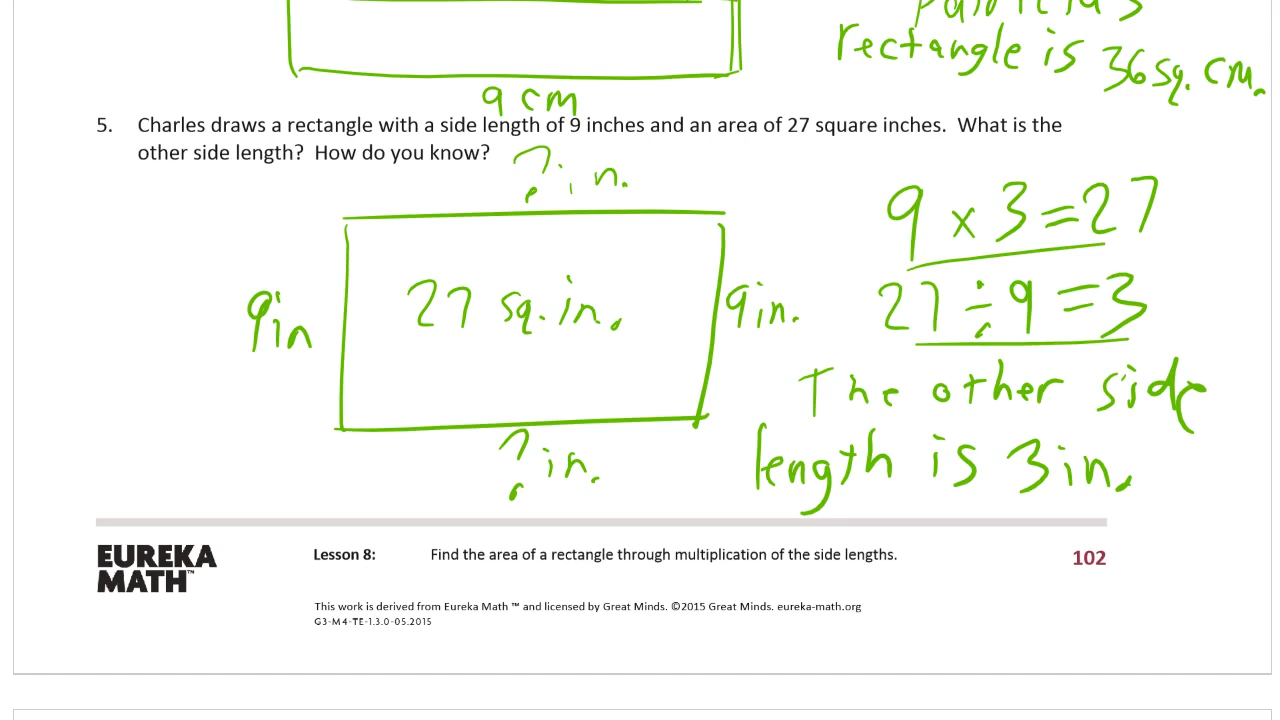 rectangle is 36 sq. cm.
9 cm
5. Charles draws a rectangle with a side length of 9 inches and an area of 27 square inches. What is the
other side length? How do you know?
? in.
9 in
27 sq. in.
9 in.
? in.
9 x 3 = 27
27 ÷ 9 = 3
The other side
length is 3 in.
EUREKA
MATH™
Lesson 8: Find the area of a rectangle through multiplication of the side lengths.
102
This work is derived from Eureka Math ™ and licensed by Great Minds. ©2015 Great Minds. eureka-math.org
G3-M4-TE-1.3.0-05.2015